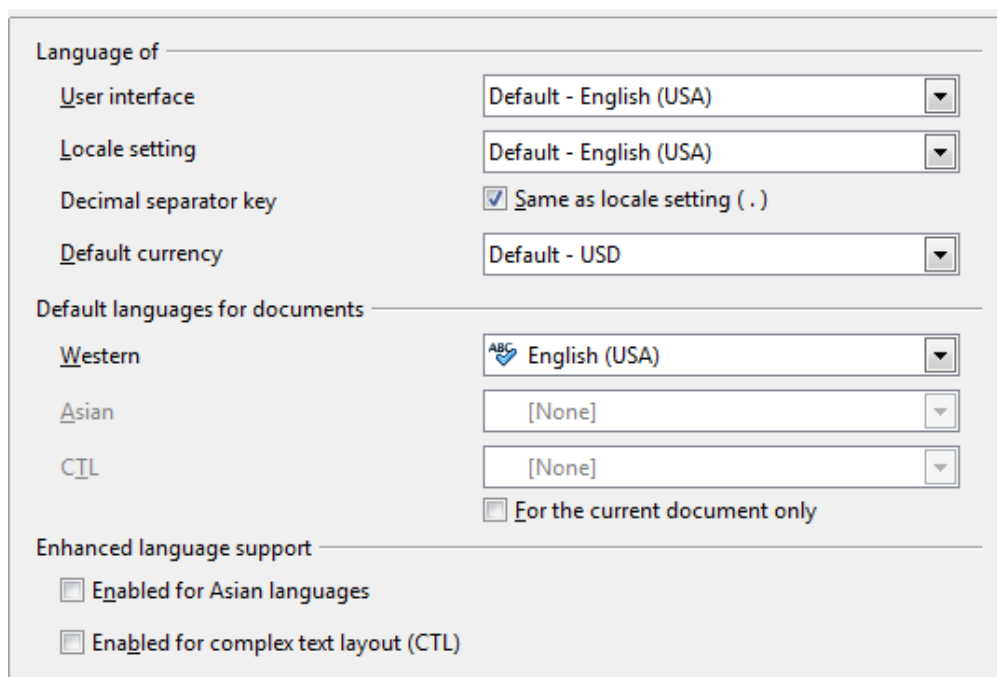 Language of
User interface Default - English (USA)
Locale setting Default - English (USA)
Decimal separator key Same as locale setting ( . )
Default currency Default - USD
Default languages for documents
Western ABC English (USA)
Asian [None]
CTL [None]
For the current document only
Enhanced language support
Enabled for Asian languages
Enabled for complex text layout (CTL)